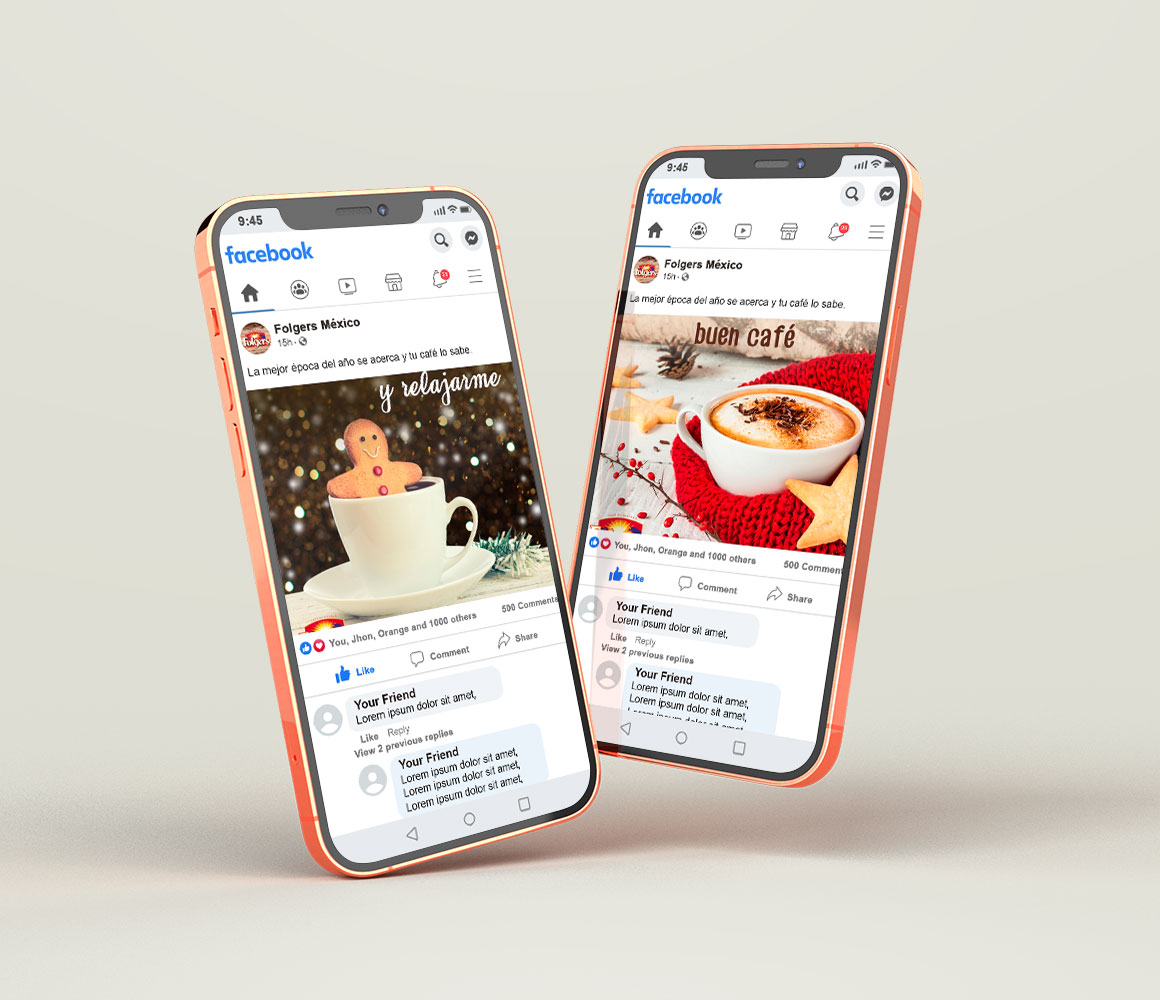 9:45
facebook
21
Folgers México
15h ·
Folgers
La mejor época del año se acerca y tu café lo sabe.
y relajarme
You, Jhon, Orange and 1000 others
500 Comments
Like
Comment
Share
Your Friend
Lorem ipsum dolor sit amet,
Like Reply
View 2 previous replies
Your Friend
Lorem ipsum dolor sit amet,
Lorem ipsum dolor sit amet,
Lorem ipsum dolor sit amet,
9:45
facebook
21
Folgers México
15h ·
Folgers
La mejor época del año se acerca y tu café lo sabe.
buen café
You, Jhon, Orange and 1000 others
500 Comment
Like
Comment
Share
Your Friend
Lorem ipsum dolor sit amet,
Like Reply
View 2 previous replies
Your Friend
Lorem ipsum dolor sit amet,
Lorem ipsum dolor sit amet,
Lorem ipsum dolor sit amet,